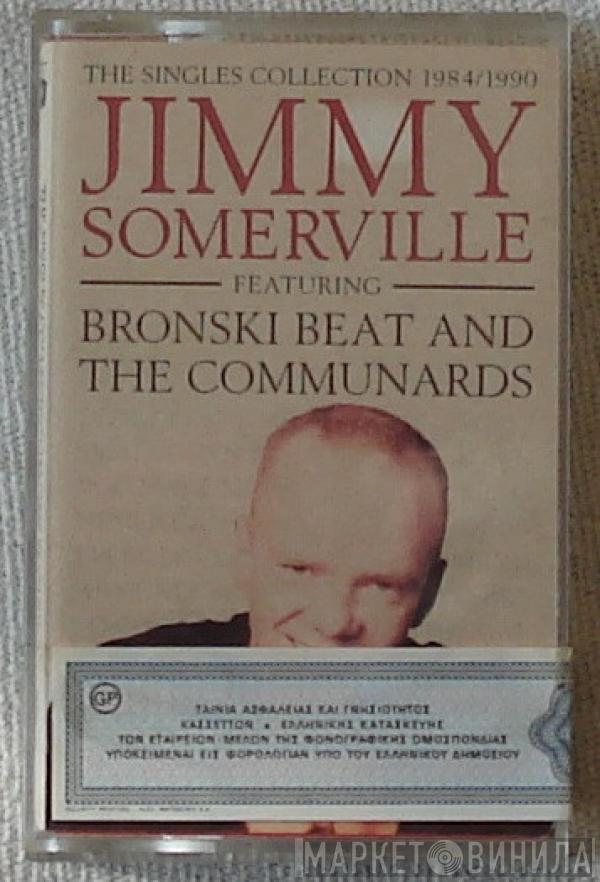 THE SINGLES COLLECTION 1984/1990
JIMMY
SOMERVILLE
FEATURING
BRONSKI BEAT AND
THE COMMUNARDS
GP
ΤΑΙΝΙΑ ΑΣΦΑΛΕΙΑΣ ΚΑΙ ΓΝΗΣΙΟΤΗΤΟΣ
ΚΑΣΣΕΤΤΩΝ • ΕΛΛΗΝΙΚΗΣ ΚΑΤΑΣΚΕΥΗΣ
ΤΩΝ ΕΤΑΙΡΕΙΩΝ - ΜΕΛΩΝ ΤΗΣ ΦΩΝΟΓΡΑΦΙΚΗΣ ΟΜΟΣΠΟΝΔΙΑΣ
ΥΠΟΚΕΙΜΕΝΑΙ ΕΙΣ ΦΟΡΟΛΟΓΙΑΝ ΥΠΟ ΤΟΥ ΕΛΛΗΝΙΚΟΥ ΔΗΜΟΣΙΟΥ
МАРКЕТ ВИНИЛА